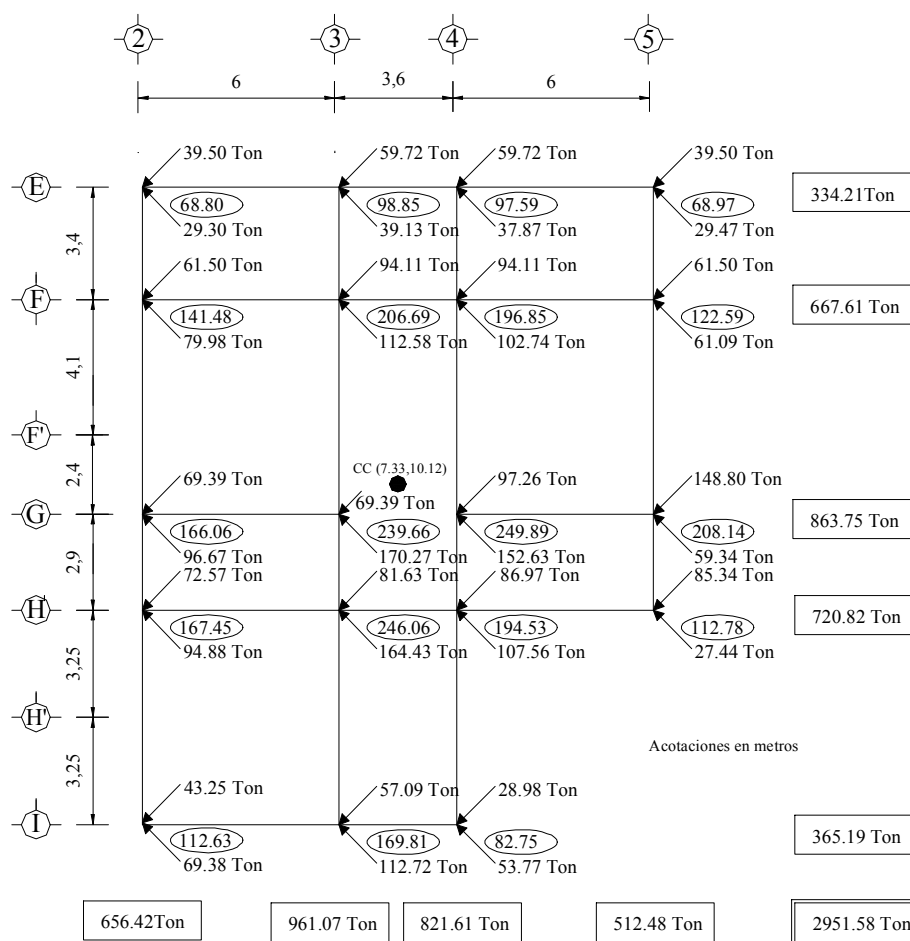 2 3 4 5
6 3,6 6
39.50 Ton 59.72 Ton 59.72 Ton 39.50 Ton
E 68.80 98.85 97.59 68.97 334.21Ton
29.30 Ton 39.13 Ton 37.87 Ton 29.47 Ton
3,4
61.50 Ton 94.11 Ton 94.11 Ton 61.50 Ton
F 141.48 206.69 196.85 122.59 667.61 Ton
79.98 Ton 112.58 Ton 102.74 Ton 61.09 Ton
4,1
F'
2,4
CC (7.33,10.12)
69.39 Ton 69.39 Ton 97.26 Ton 148.80 Ton
G 166.06 239.66 249.89 208.14 863.75 Ton
96.67 Ton 170.27 Ton 152.63 Ton 59.34 Ton
2,9
72.57 Ton 81.63 Ton 86.97 Ton 85.34 Ton
H 167.45 246.06 194.53 112.78 720.82 Ton
94.88 Ton 164.43 Ton 107.56 Ton 27.44 Ton
3,25
H'
Acotaciones en metros
3,25
43.25 Ton 57.09 Ton 28.98 Ton
I 112.63 169.81 82.75 365.19 Ton
69.38 Ton 112.72 Ton 53.77 Ton
656.42Ton 961.07 Ton 821.61 Ton 512.48 Ton 2951.58 Ton